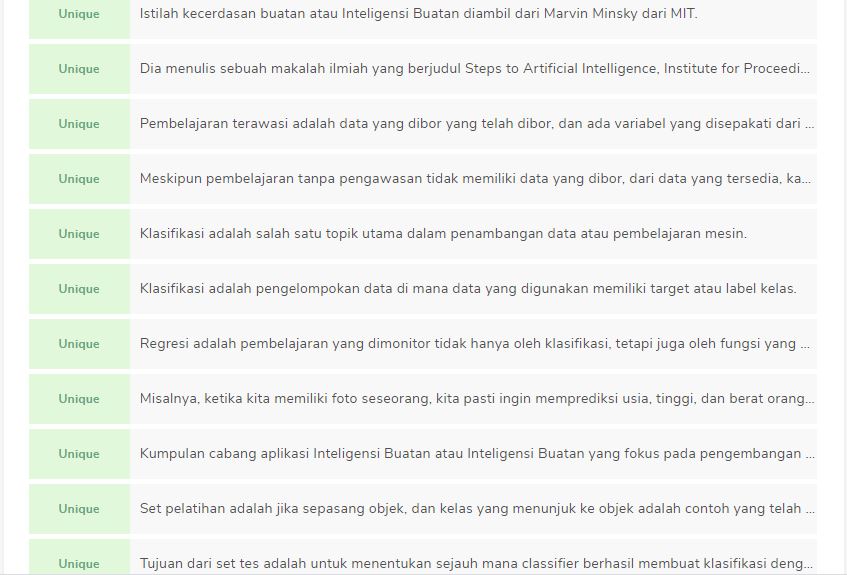 Unique Istilah kecerdasan buatan atau Inteligensi Buatan diambil dari Marvin Minsky dari MIT.
Unique Dia menulis sebuah makalah ilmiah yang berjudul Steps to Artificial Intelligence, Institute for Proceedi...
Unique Pembelajaran terawasi adalah data yang dibor yang telah dibor, dan ada variabel yang disepakati dari ...
Unique Meskipun pembelajaran tanpa pengawasan tidak memiliki data yang dibor, dari data yang tersedia, ka...
Unique Klasifikasi adalah salah satu topik utama dalam penambangan data atau pembelajaran mesin.
Unique Klasifikasi adalah pengelompokan data di mana data yang digunakan memiliki target atau label kelas.
Unique Regresi adalah pembelajaran yang dimonitor tidak hanya oleh klasifikasi, tetapi juga oleh fungsi yang ...
Unique Misalnya, ketika kita memiliki foto seseorang, kita pasti ingin memprediksi usia, tinggi, dan berat orang...
Unique Kumpulan cabang aplikasi Inteligensi Buatan atau Inteligensi Buatan yang fokus pada pengembangan ...
Unique Set pelatihan adalah jika sepasang objek, dan kelas yang menunjuk ke objek adalah contoh yang telah ...
Unique Tujuan dari set tes adalah untuk menentukan sejauh mana classifier berhasil membuat klasifikasi deng...